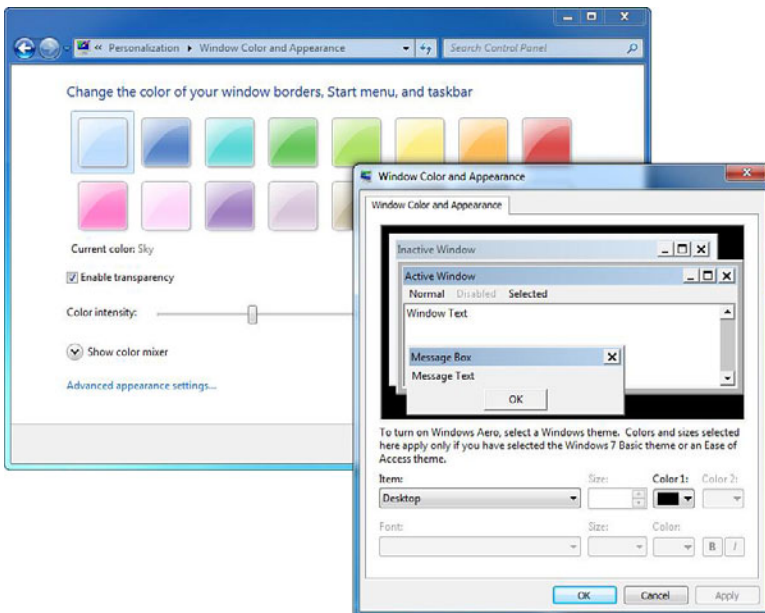 « Personalization ▸ Window Color and Appearance
Search Control Panel
Change the color of your window borders, Start menu, and taskbar
Current color: Sky
Enable transparency
Color intensity:
Show color mixer
Advanced appearance settings...
Window Color and Appearance
Window Color and Appearance
Inactive Window
Active Window
Normal Disabled Selected
Window Text
Message Box
Message Text
OK
To turn on Windows Aero, select a Windows theme. Colors and sizes selected
here apply only if you have selected the Windows 7 Basic theme or an Ease of
Access theme.
Item: Size: Color 1: Color 2:
Desktop
Font: Size: Color:
B I
OK Cancel Apply